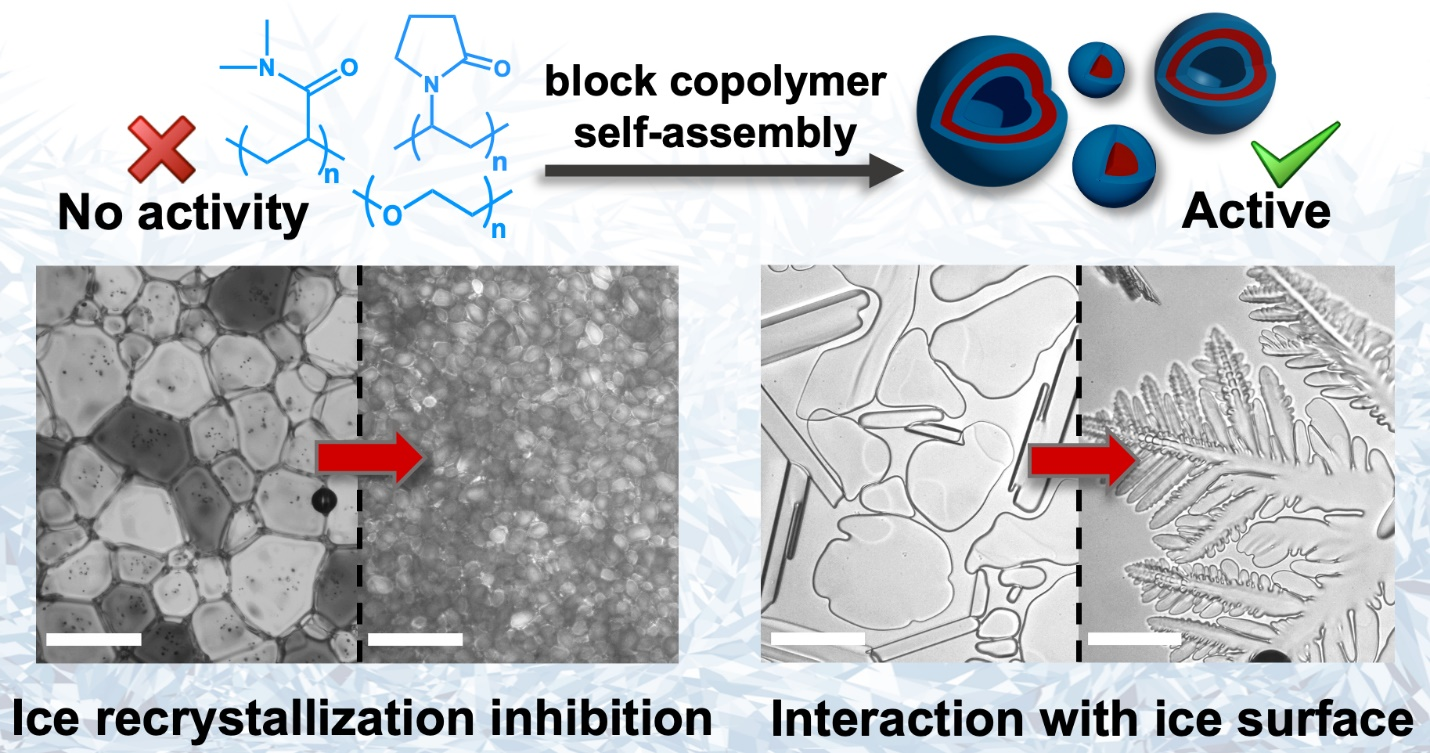 N
O
n
N
O
n
O
n
block copolymer
self-assembly
No activity
Active
Ice recrystallization inhibition
Interaction with ice surface